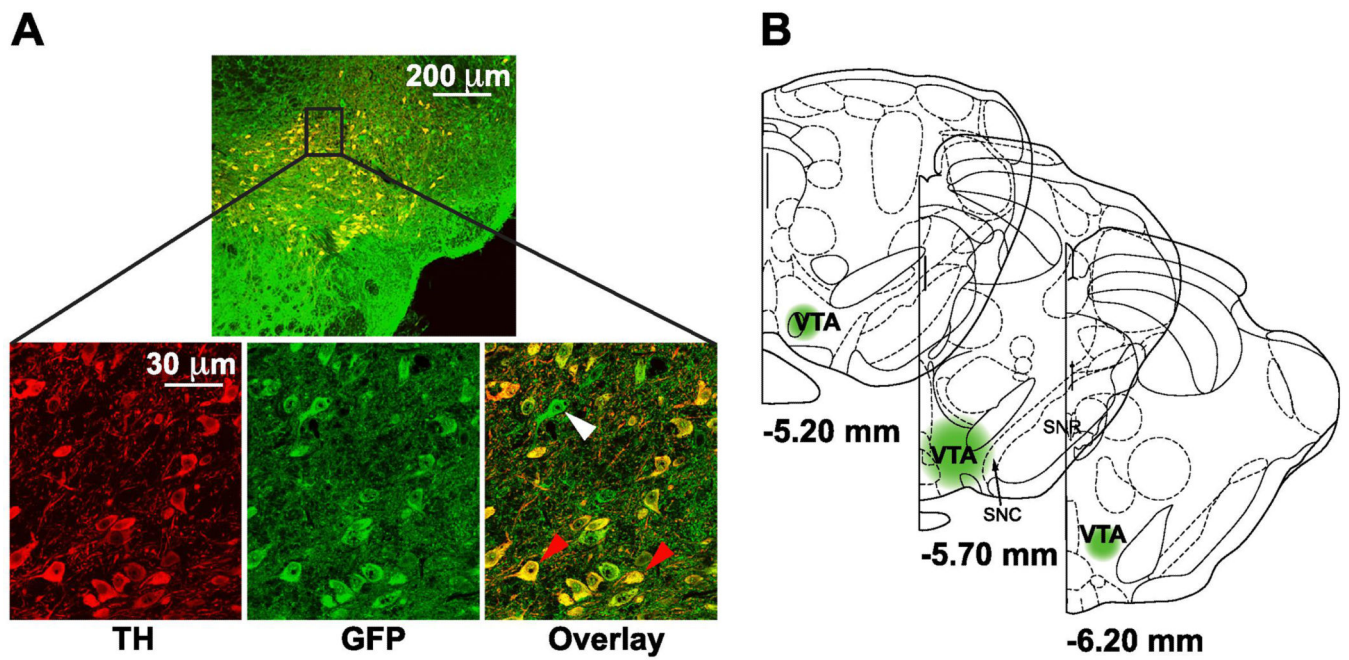 A
B
200 μm
30 μm
TH
GFP
Overlay
VTA
-5.20 mm
VTA
SNR
SNC
-5.70 mm
VTA
-6.20 mm